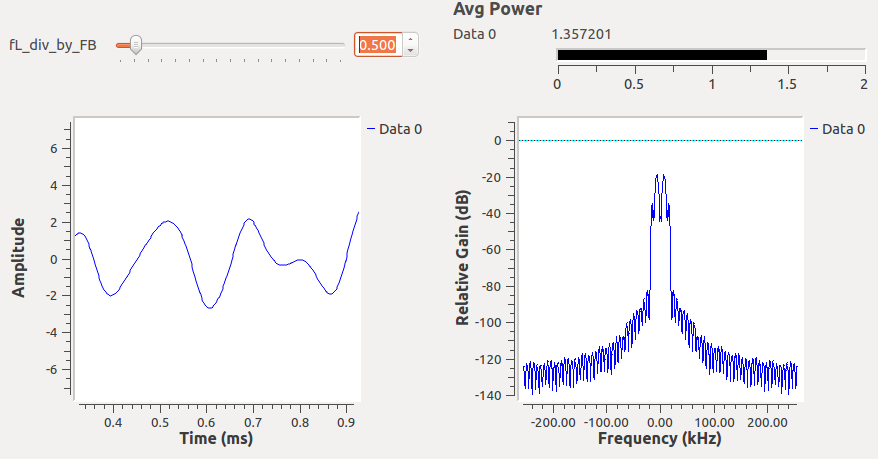 Avg Power
fL_div_by_FB 0.500
Data 0 1.357201
0 0.5 1 1.5 2
Data 0
6
4
2
0
-2
-4
-6
Amplitude
0.4 0.5 0.6 0.7 0.8 0.9
Time (ms)
Data 0
0
-20
-40
-60
-80
-100
-120
-140
Relative Gain (dB)
-200.00 -100.00 0.00 100.00 200.00
Frequency (kHz)